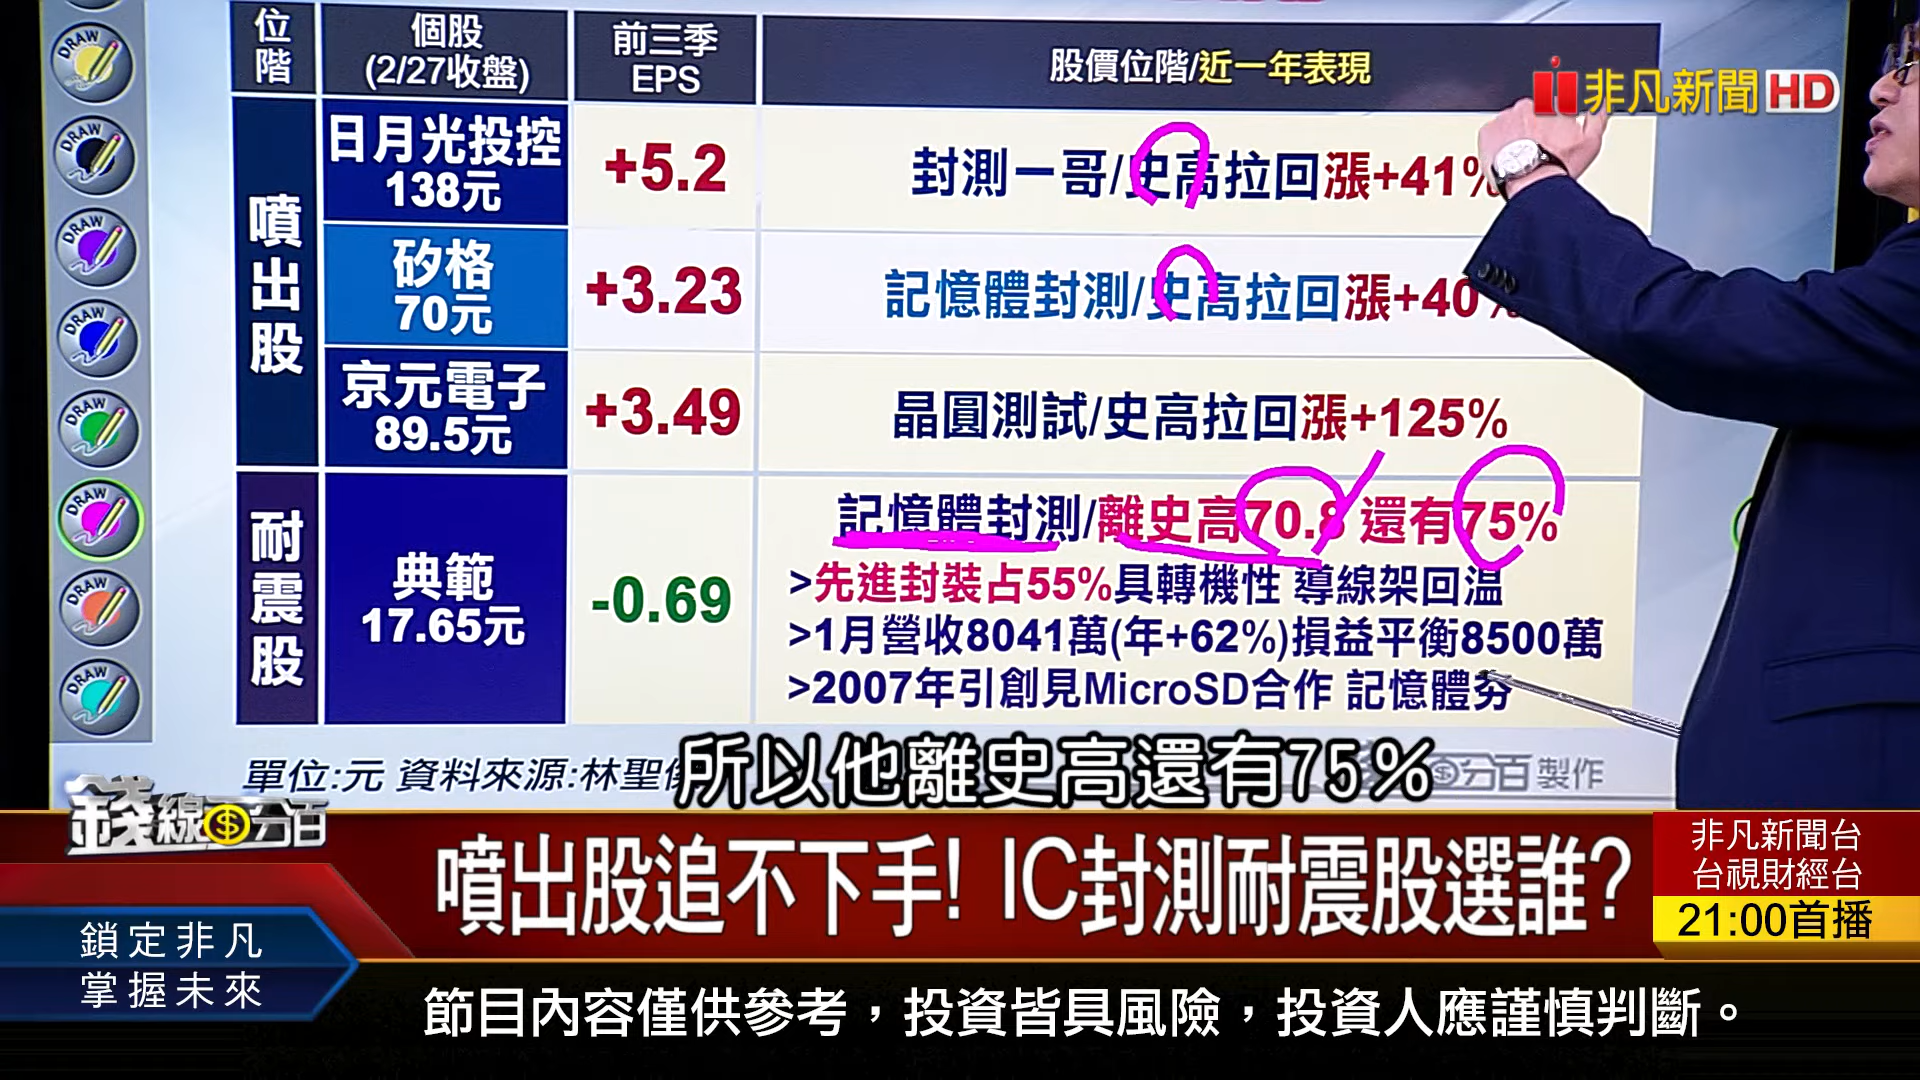 DRAW
DRAW
DRAW
DRAW
DRAW
DRAW
DRAW
DRAW
位階
個股
(2/27收盤)
前三季
EPS
股價位階/近一年表現
非凡新聞HD
噴出股
日月光投控
138元
+5.2
封測一哥/史高拉回漲+41%
矽格
70元
+3.23
記憶體封測/史高拉回漲+40%
京元電子
89.5元
+3.49
晶圓測試/史高拉回漲+125%
耐震股
典範
17.65元
-0.69
記憶體封測/離史高70.8 還有75%
>先進封裝占55%具轉機性 導線架回温
>1月營收8041萬(年+62%)損益平衡8500萬
>2007年引創見MicroSD合作 記憶體夯
單位:元 資料來源:林聖傑
分百製作
所以他離史高還有75%
錢線百分百
噴出股追不下手! IC封測耐震股選誰?
非凡新聞台
台視財經台
21:00首播
鎖定非凡
掌握未來
節目內容僅供參考，投資皆具風險，投資人應謹慎判斷。